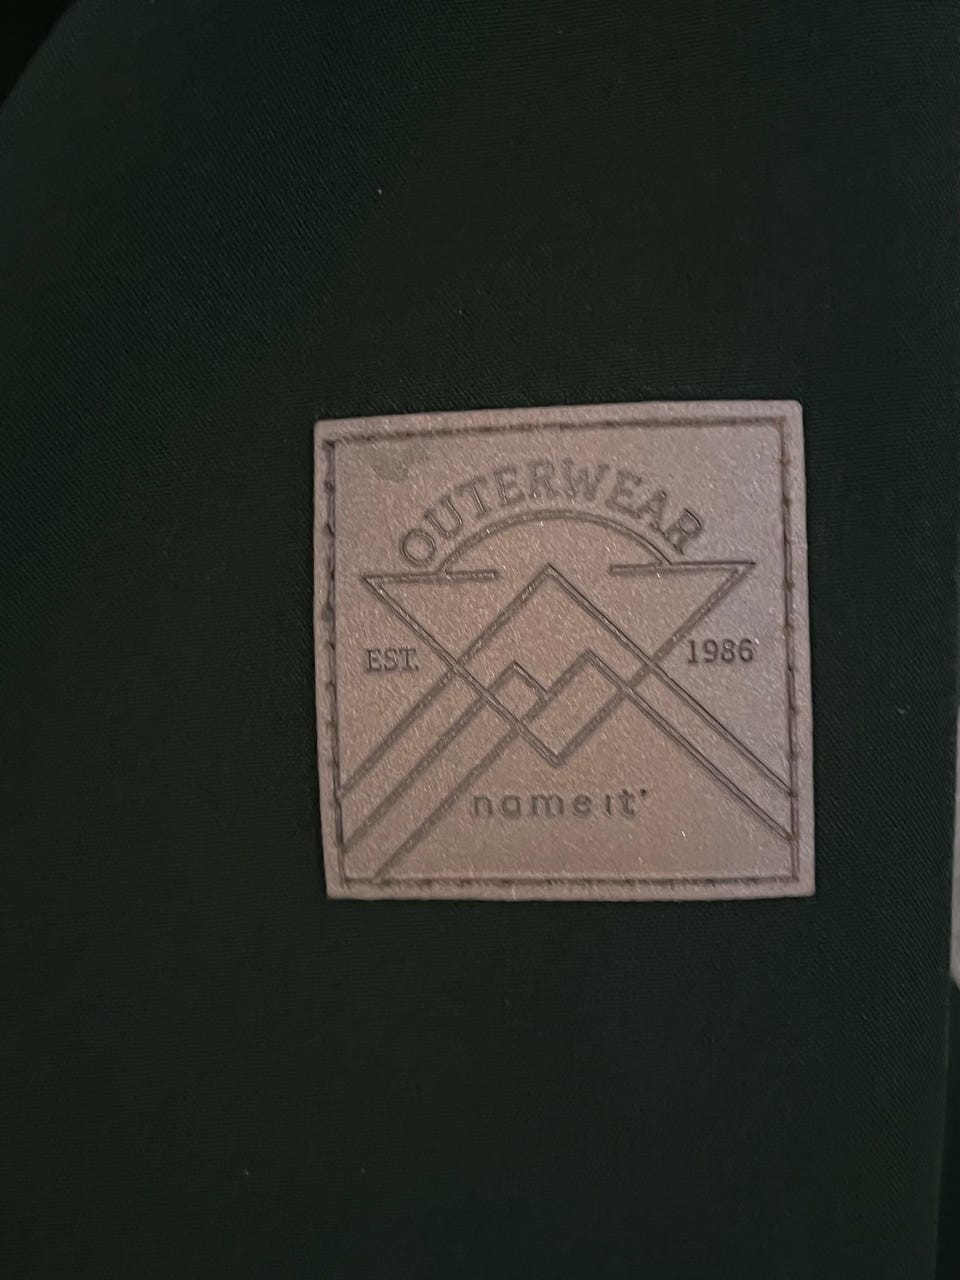 OUTERWEAR
EST. 1986
name it'